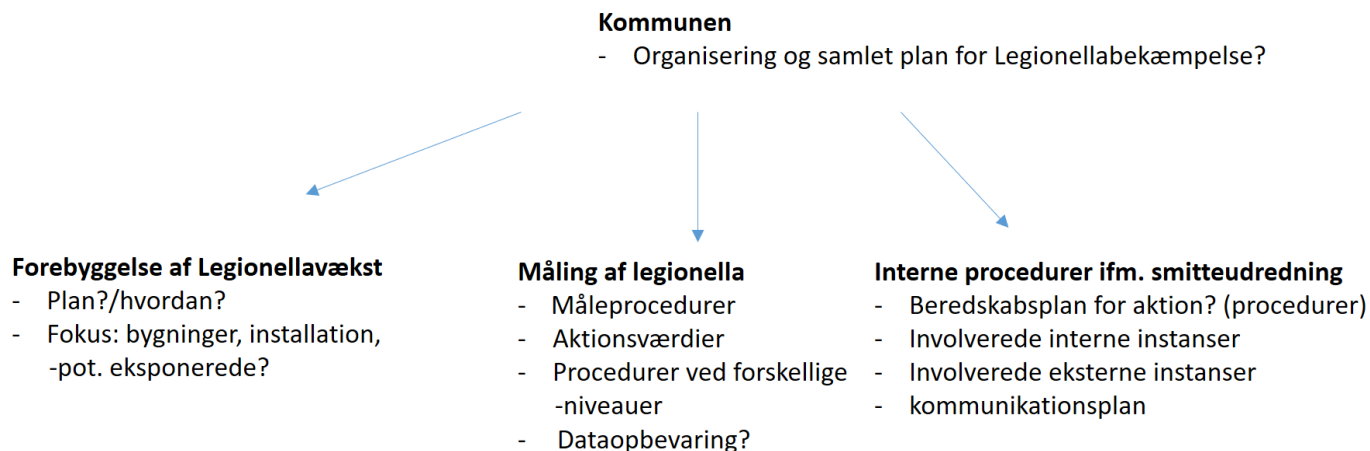 Kommunen
- Organisering og samlet plan for Legionellabekæmpelse?
Forebyggelse af Legionellavækst
- Plan?/hvordan?
- Fokus: bygninger, installation,
-pot. eksponerede?
Måling af legionella
- Måleprocedurer
- Aktionsværdier
- Procedurer ved forskellige
-niveauer
- Dataopbevaring?
Interne procedurer ifm. smitteudredning
- Beredskabsplan for aktion? (procedurer)
- Involverede interne instanser
- Involverede eksterne instanser
- kommunikationsplan